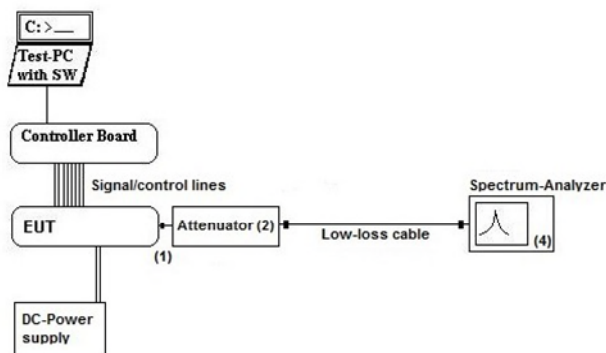 C:>__
Test-PC
with SW
Controller Board
Signal/control lines
Spectrum-Analyzer
EUT
Attenuator (2)
Low-loss cable
(4)
(1)
DC-Power
supply